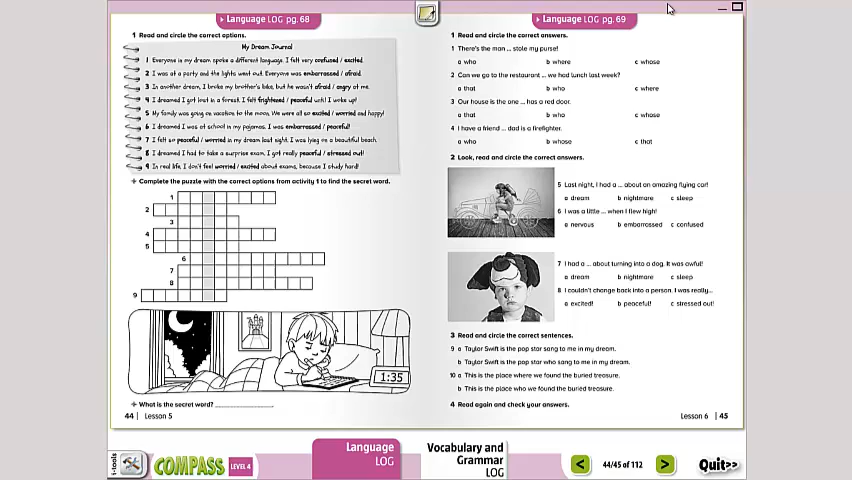 Language LOG pg. 68
1 Read and circle the correct options.
My Dream Journal
1 Everyone in my dream spoke a different language. I felt very confused / excited.
2 I was at a party and the lights went out. Everyone was embarrassed / afraid.
3 In another dream, I broke my brother's bike, but he wasn't afraid / angry at me.
4 I dreamed I got lost in a forest. I felt frightened / peaceful until I woke up!
5 My family was going on vacation to the moon. We were all so excited / worried and happy!
6 I dreamed I was at school in my pajamas. I was embarrassed / peaceful!
7 I felt so peaceful / worried in my dream last night. I was lying on a beautiful beach.
8 I dreamed I had to take a surprise exam. I got really peaceful / stressed out!
9 In real life, I don't feel worried / excited about exams, because I study hard!
+ Complete the puzzle with the correct options from activity 1 to find the secret word.
1
2
3
4
5
6
7
8
9
1:35
+ What is the secret word?
44 Lesson 5
Language LOG pg. 69
1 Read and circle the correct answers.
1 There's the man ... stole my purse!
a who b where c whose
2 Can we go to the restaurant ... we had lunch last week?
a that b who c where
3 Our house is the one ... has a red door.
a that b who c whose
4 I have a friend ... dad is a firefighter.
a who b whose c that
2 Look, read and circle the correct answers.
5 Last night, I had a ... about an amazing flying car!
a dream b nightmare c sleep
6 I was a little ... when I flew high!
a nervous b embarrassed c confused
7 I had a ... about turning into a dog. It was awful!
a dream b nightmare c sleep
8 I couldn't change back into a person. I was really...
a excited! b peaceful! c stressed out!
3 Read and circle the correct sentences.
9 a Taylor Swift is the pop star sang to me in my dream.
b Taylor Swift is the pop star who sang to me in my dream.
10 a This is the place where we found the buried treasure.
b This is the place who we found the buried treasure.
4 Read again and check your answers.
Lesson 6 45
t-tools
COMPASS LEVEL 4
Language
LOG
Vocabulary and
Grammar
LOG
< 44/45 of 112 >
Quit>>